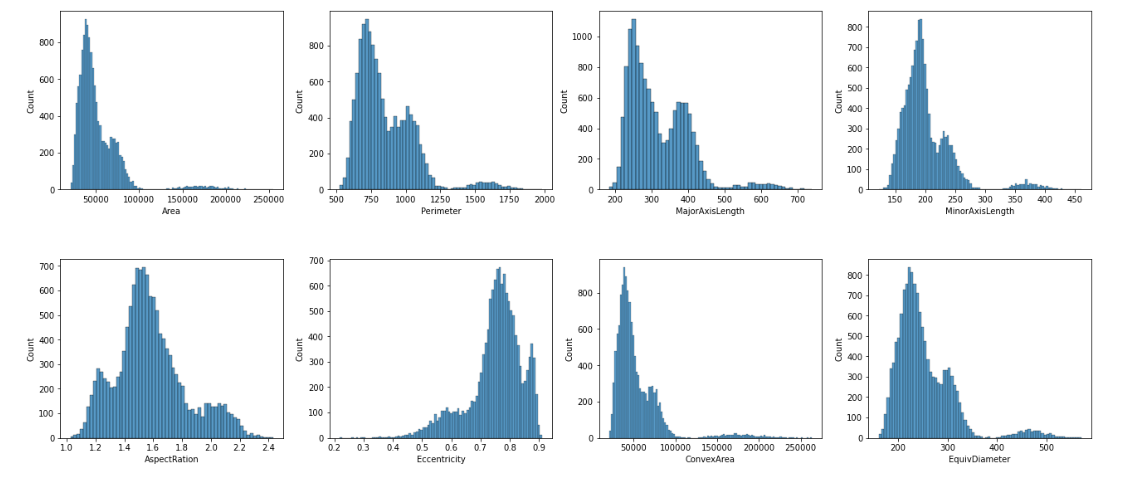 Count
800
600
400
200
0
50000 100000 150000 200000 250000
Area
Count
800
600
400
200
0
500 750 1000 1250 1500 1750 2000
Perimeter
Count
1000
800
600
400
200
0
200 300 400 500 600 700
MajorAxisLength
Count
800
700
600
500
400
300
200
100
0
150 200 250 300 350 400 450
MinorAxisLength
Count
700
600
500
400
300
200
100
0
1.0 1.2 1.4 1.6 1.8 2.0 2.2 2.4
AspectRation
Count
700
600
500
400
300
200
100
0
0.2 0.3 0.4 0.5 0.6 0.7 0.8 0.9
Eccentricity
Count
800
600
400
200
0
50000 100000 150000 200000 250000
ConvexArea
Count
800
700
600
500
400
300
200
100
0
200 300 400 500
EquivDiameter